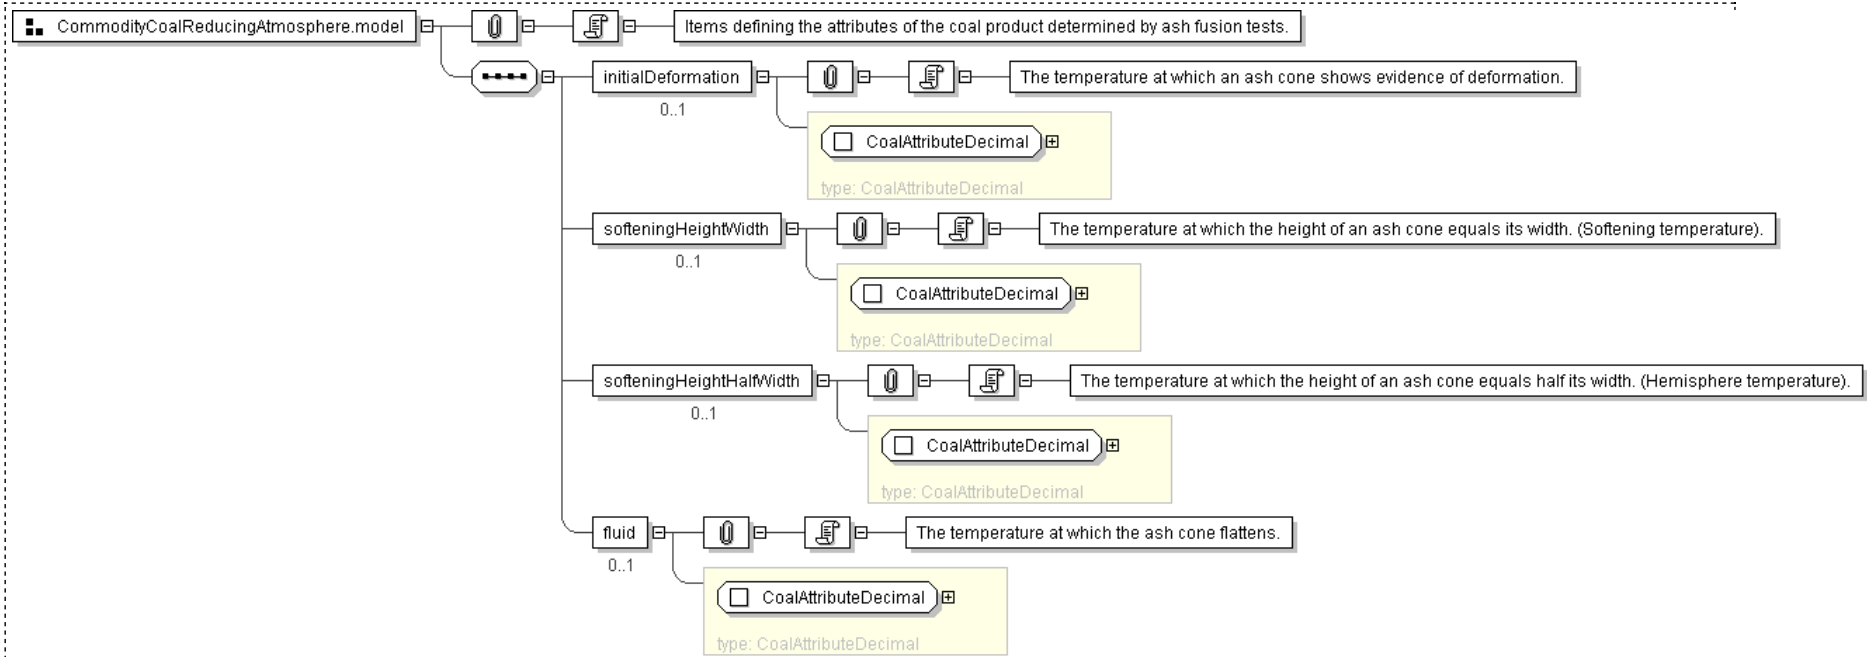 CommodityCoalReducingAtmosphere.model
Items defining the attributes of the coal product determined by ash fusion tests.
initialDeformation
The temperature at which an ash cone shows evidence of deformation.
0..1
CoalAttributeDecimal
type: CoalAttributeDecimal
softeningHeightWidth
The temperature at which the height of an ash cone equals its width. (Softening temperature).
0..1
CoalAttributeDecimal
type: CoalAttributeDecimal
softeningHeightHalfWidth
The temperature at which the height of an ash cone equals half its width. (Hemisphere temperature).
0..1
CoalAttributeDecimal
type: CoalAttributeDecimal
fluid
The temperature at which the ash cone flattens.
0..1
CoalAttributeDecimal
type: CoalAttributeDecimal